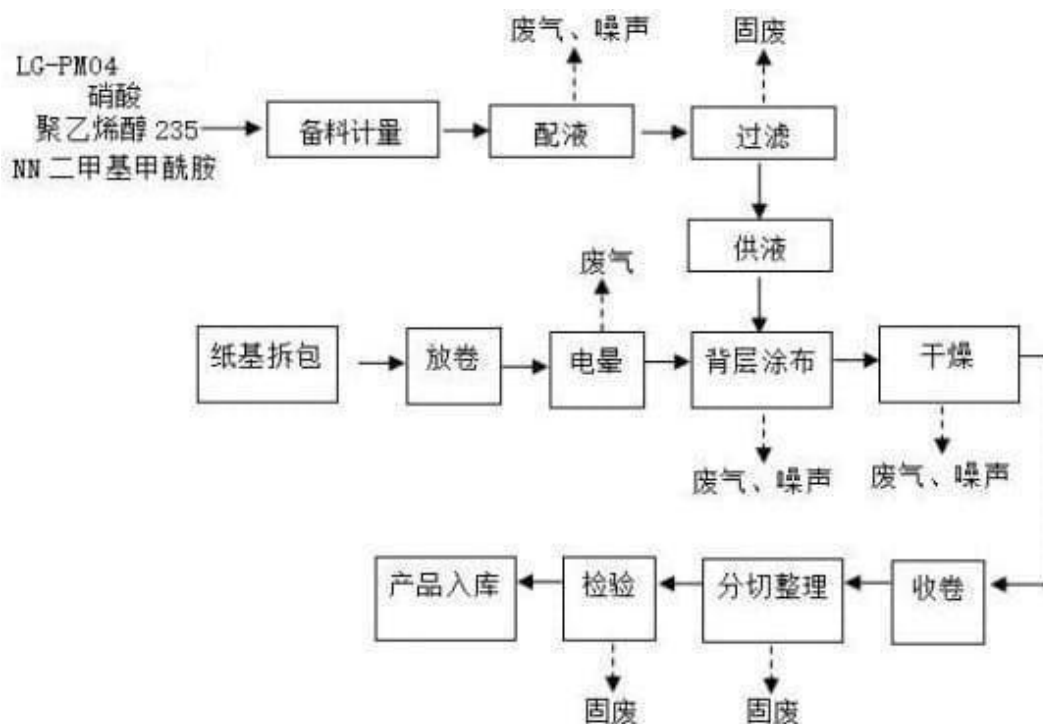 废气、噪声
固废
LG-PM04
硝酸
聚乙烯醇 235
NN 二甲基甲酰胺
备料计量
配液
过滤
供液
废气
纸基拆包
放卷
电晕
背层涂布
干燥
废气、噪声
废气、噪声
产品入库
检验
分切整理
收卷
固废
固废